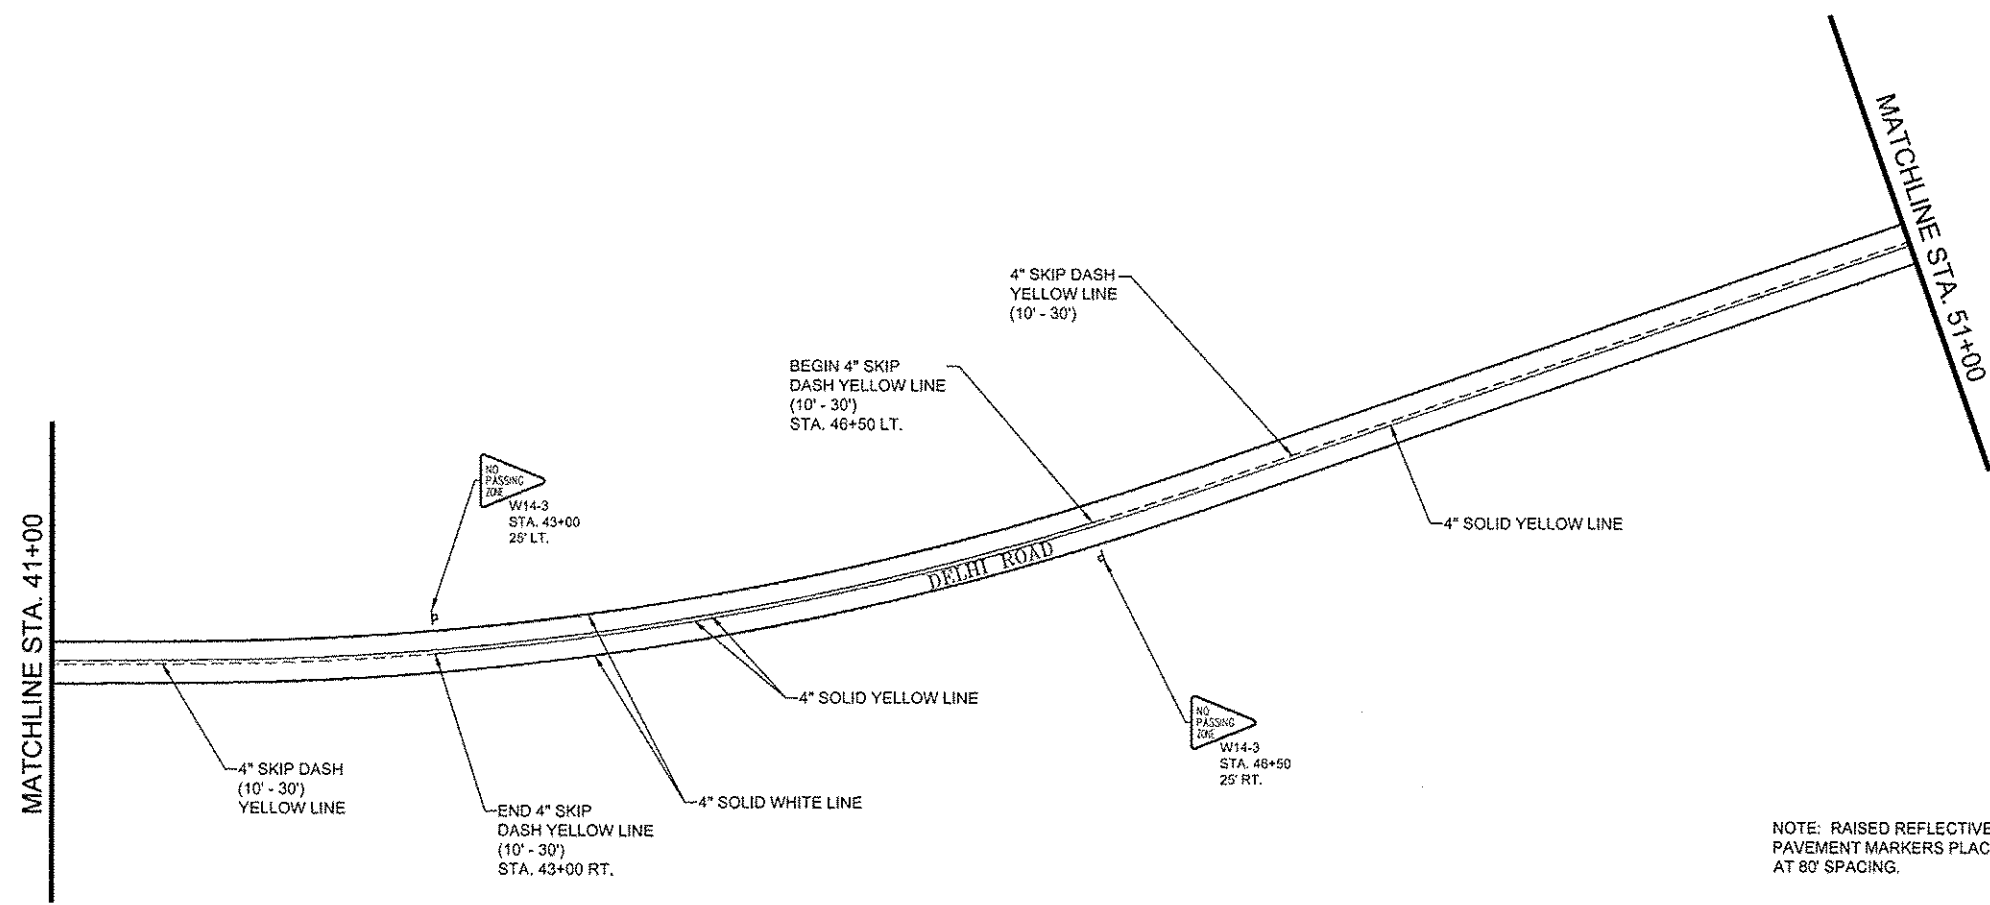 MATCHLINE STA. 51+00
4" SKIP DASH
YELLOW LINE
(10' - 30')
BEGIN 4" SKIP
DASH YELLOW LINE
(10' - 30')
STA. 46+50 LT.
NO
PASSING
ZONE
W14-3
STA. 43+00
25' LT.
MATCHLINE STA. 41+00
4" SOLID YELLOW LINE
DELHI ROAD
4" SOLID YELLOW LINE
NO
PASSING
ZONE
W14-3
STA. 46+50
25' RT.
4" SKIP DASH
(10' - 30')
YELLOW LINE
4" SOLID WHITE LINE
END 4" SKIP
DASH YELLOW LINE
(10' - 30')
STA. 43+00 RT.
NOTE: RAISED REFLECTIVE
PAVEMENT MARKERS PLAC
AT 80' SPACING.